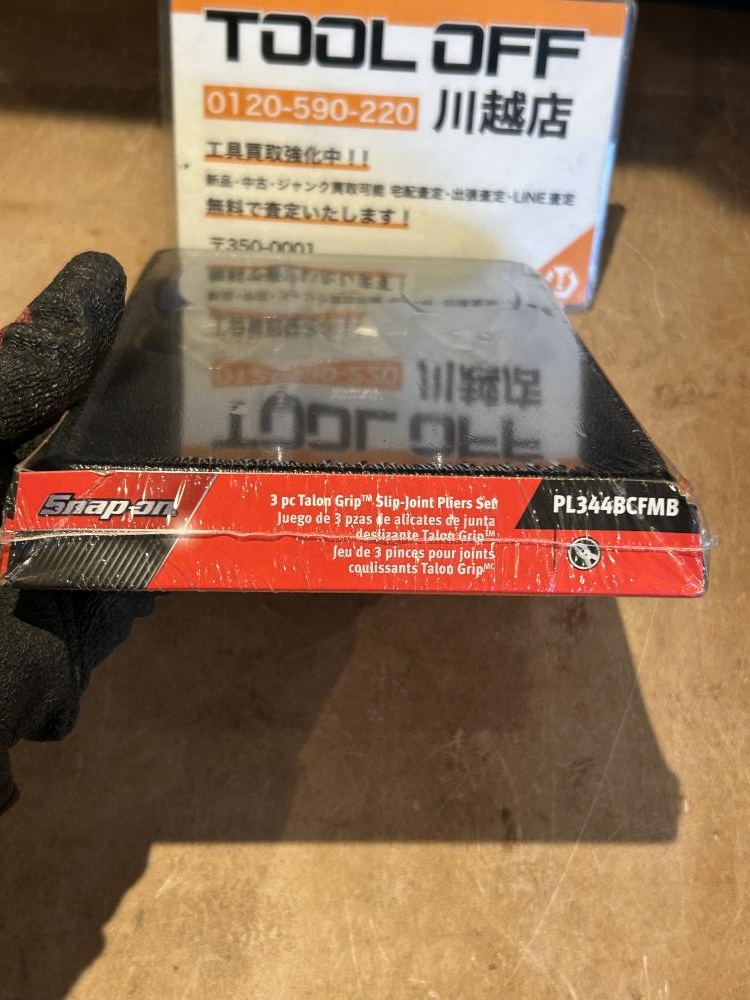 TOOL OFF
0120-590-220 川越店
工具買取強化中！！
新品・中古・ジャンク買取可能 宅配査定・出張査定・LINE査定
無料で査定いたします！
〒350-0001
Snap-on
3 pc Talon Grip™ Slip-Joint Pliers Set
Juego de 3 pzas de alicates de junta
deslizante Talon Grip™
Jeu de 3 pinces pour joints
coulissants Talon Grip MC
PL344BCFMB